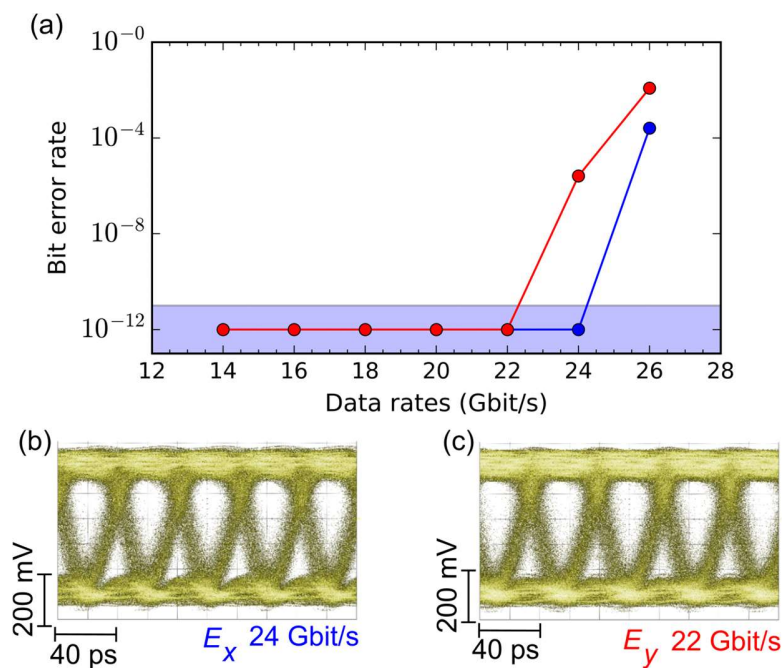 (a)
10⁻⁰
10⁻⁴
10⁻⁸
10⁻¹²
Bit error rate
12 14 16 18 20 22 24 26 28
Data rates (Gbit/s)
(b)
(c)
200 mV
200 mV
40 ps
Eₓ 24 Gbit/s
40 ps
E_y 22 Gbit/s